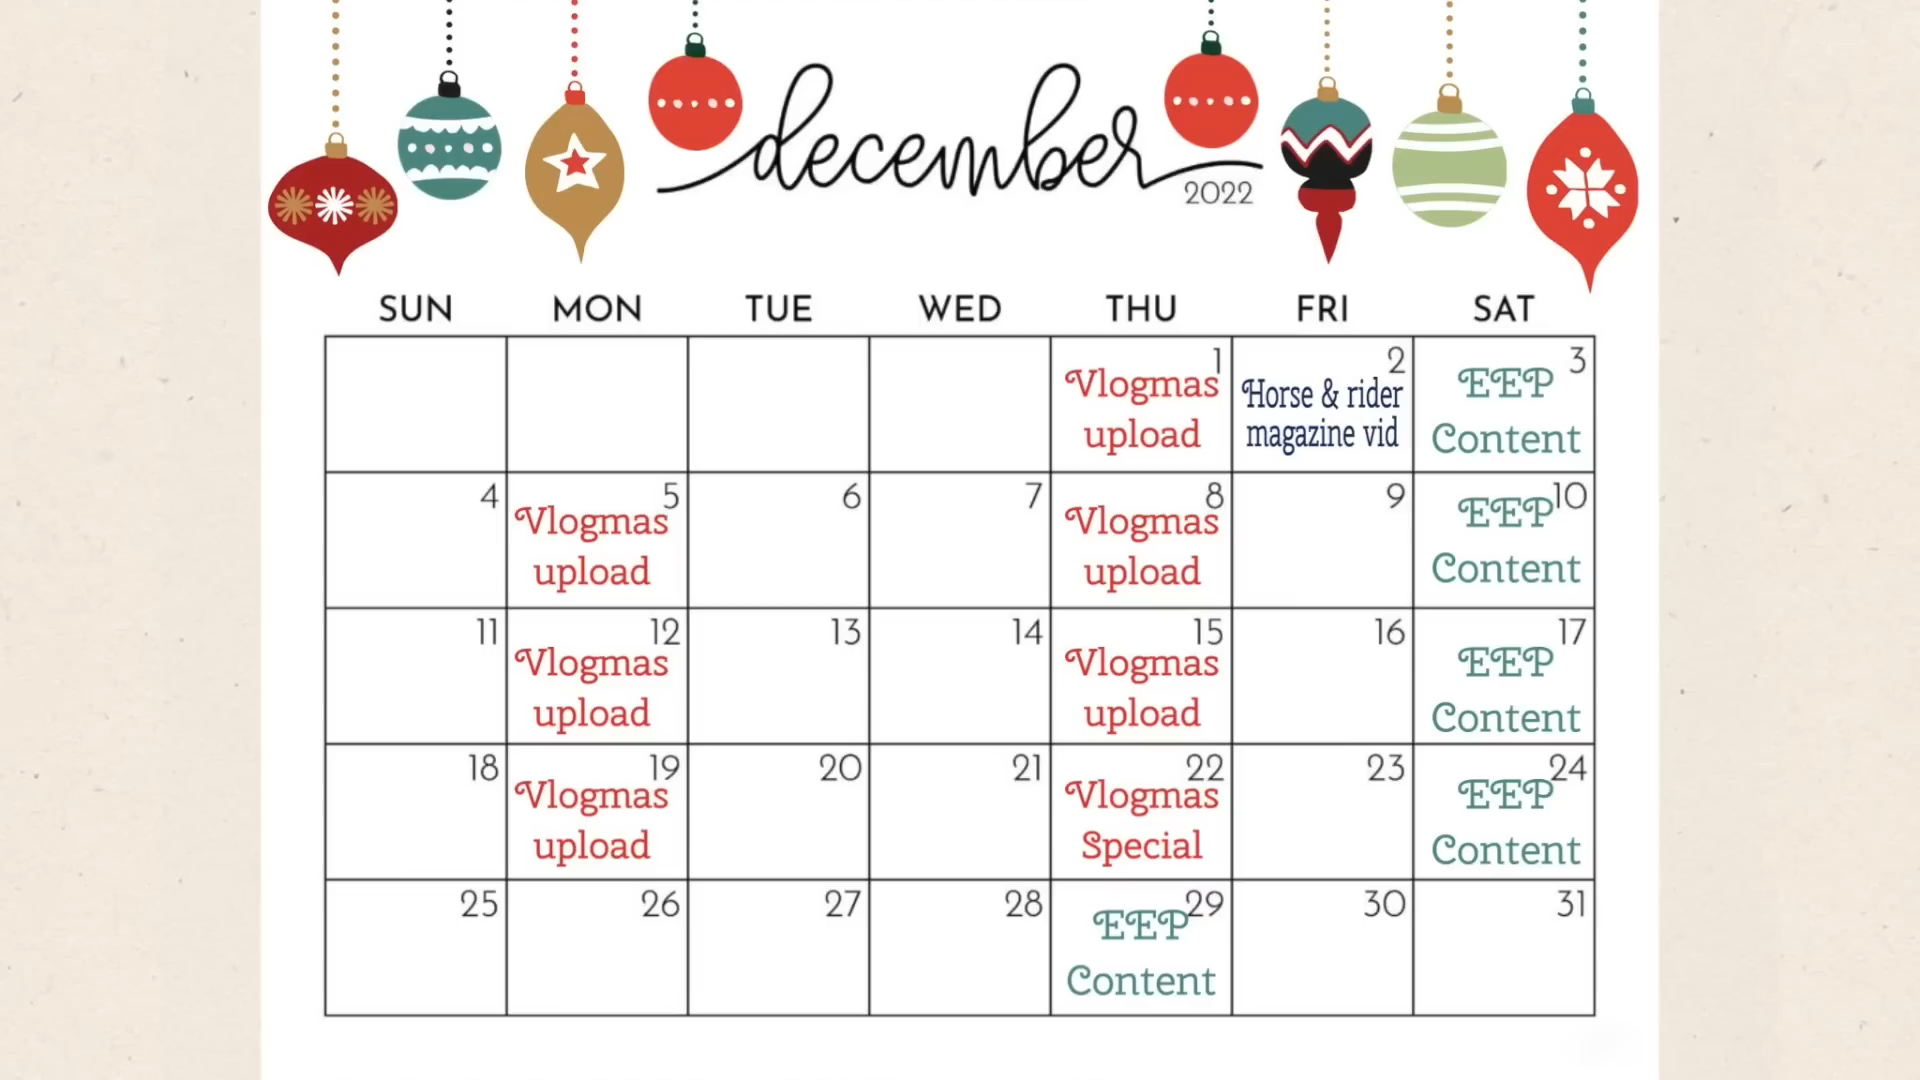 december
2022
SUN MON TUE WED THU FRI SAT
1 2 3
Vlogmas Horse & rider EEP
upload magazine vid Content
4 5 6 7 8 9 10
Vlogmas Vlogmas EEP
upload upload Content
11 12 13 14 15 16 17
Vlogmas Vlogmas EEP
upload upload Content
18 19 20 21 22 23 24
Vlogmas Vlogmas EEP
upload Special Content
25 26 27 28 29 30 31
EEP
Content